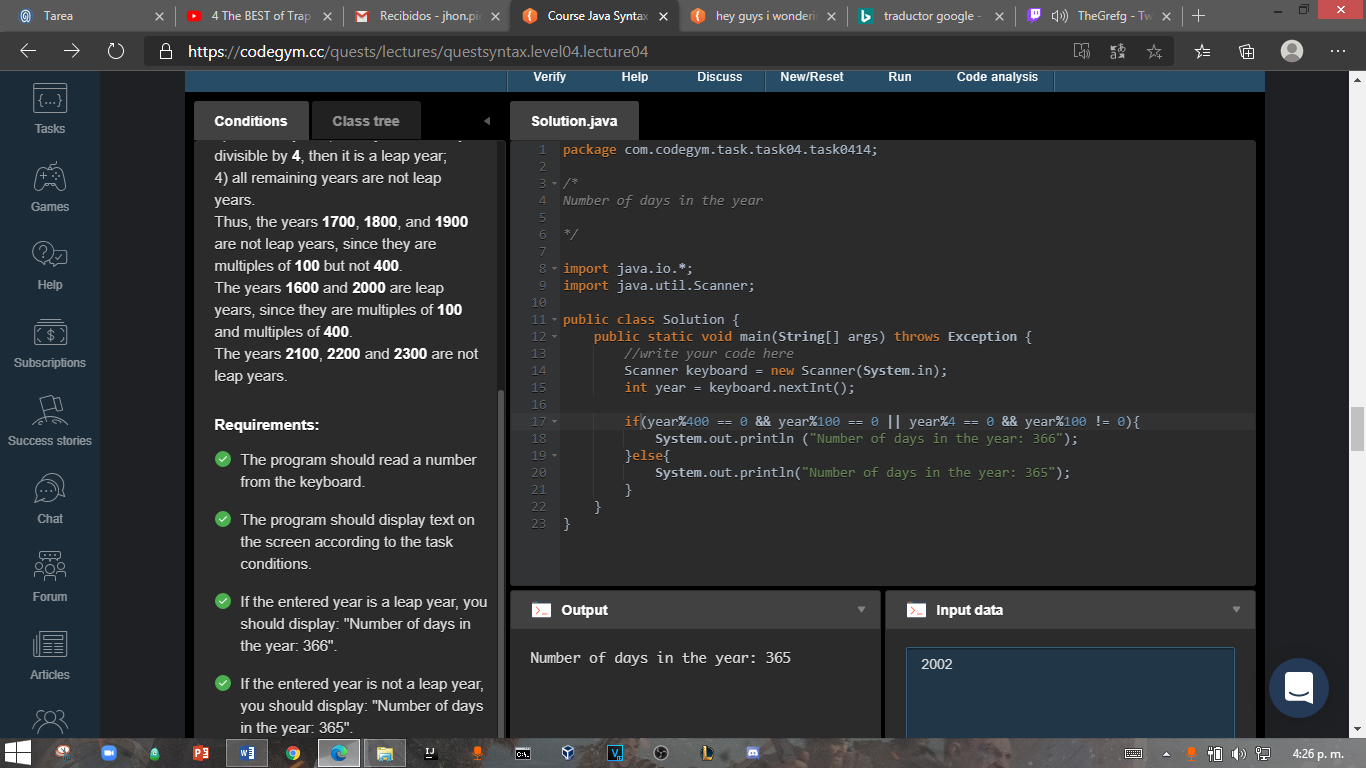 Tarea
4 The BEST of Trap
Recibidos - jhon.pi
Course Java Syntax
hey guys i wonderin
traductor google -
TheGrefg - Tw
https://codegym.cc/quests/lectures/questsyntax.level04.lecture04
Verify Help Discuss New/Reset Run Code analysis
{...}
Tasks
Games
Help
Subscriptions
Success stories
Chat
Forum
Articles
Conditions
Class tree
divisible by 4, then it is a leap year;
4) all remaining years are not leap
years.
Thus, the years 1700, 1800, and 1900
are not leap years, since they are
multiples of 100 but not 400.
The years 1600 and 2000 are leap
years, since they are multiples of 100
and multiples of 400.
The years 2100, 2200 and 2300 are not
leap years.
Requirements:
The program should read a number
from the keyboard.
The program should display text on
the screen according to the task
conditions.
If the entered year is a leap year, you
should display: "Number of days in
the year: 366".
If the entered year is not a leap year,
you should display: "Number of days
in the year: 365".
Solution.java
1 package com.codegym.task.task04.task0414;
2
3 /*
4 Number of days in the year
5
6 */
7
8 import java.io.*;
9 import java.util.Scanner;
10
11 public class Solution {
12 public static void main(String[] args) throws Exception {
13 //write your code here
14 Scanner keyboard = new Scanner(System.in);
15 int year = keyboard.nextInt();
16
17 if(year%400 == 0 && year%100 == 0 || year%4 == 0 && year%100 != 0){
18 System.out.println ("Number of days in the year: 366");
19 }else{
20 System.out.println("Number of days in the year: 365");
21 }
22 }
23 }
Output
Number of days in the year: 365
Input data
2002
4:26 p. m.